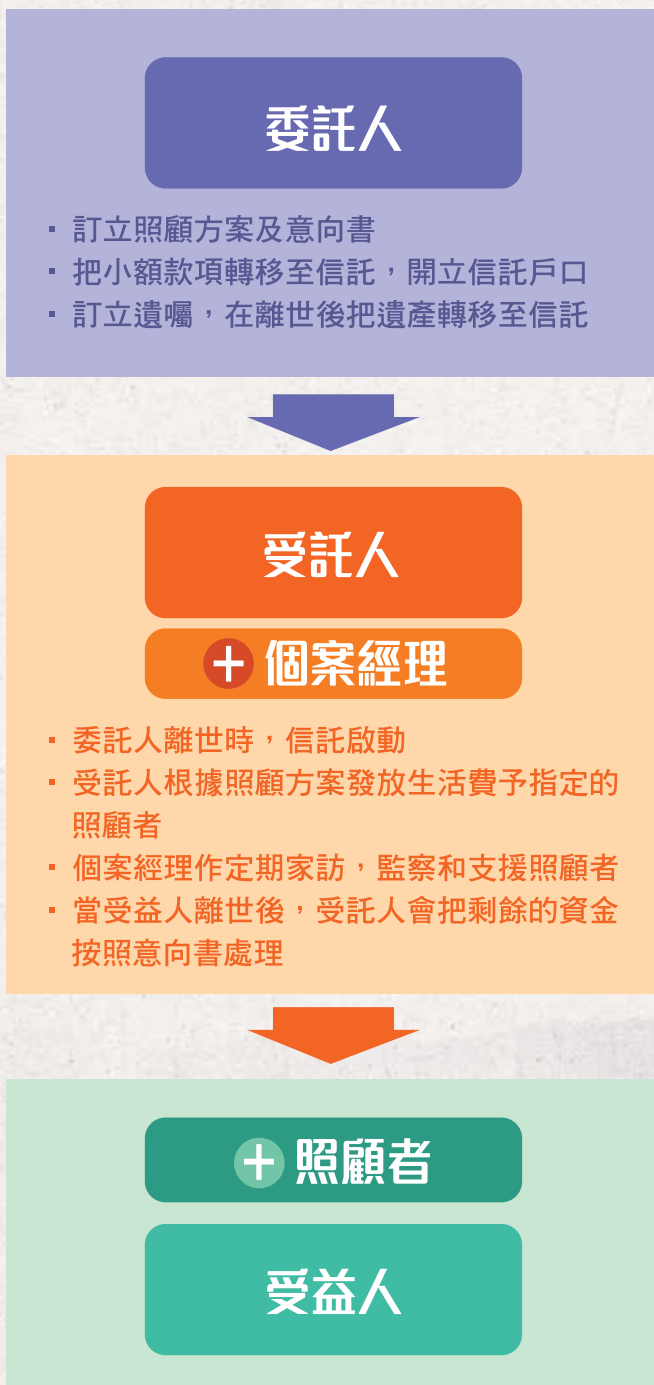 委託人
▪ 訂立照顧方案及意向書
▪ 把小額款項轉移至信託，開立信託戶口
▪ 訂立遺囑，在離世後把遺產轉移至信託
受託人
+ 個案經理
▪ 委託人離世時，信託啟動
▪ 受託人根據照顧方案發放生活費予指定的
照顧者
▪ 個案經理作定期家訪，監察和支援照顧者
▪ 當受益人離世後，受託人會把剩餘的資金
按照意向書處理
+ 照顧者
受益人